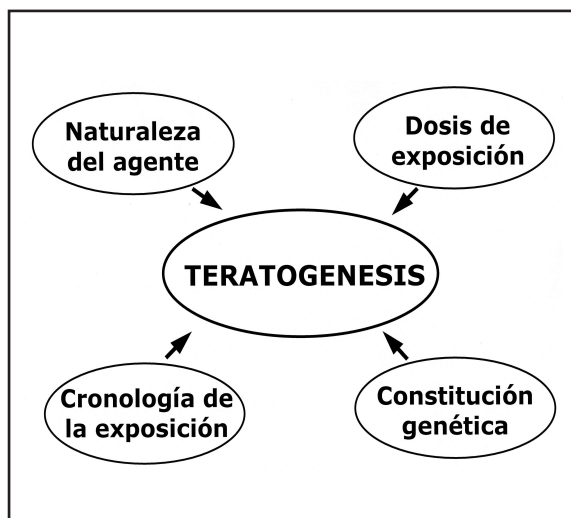 Naturaleza
del agente
Dosis de
exposición
TERATOGENESIS
Cronología de
la exposición
Constitución
genética